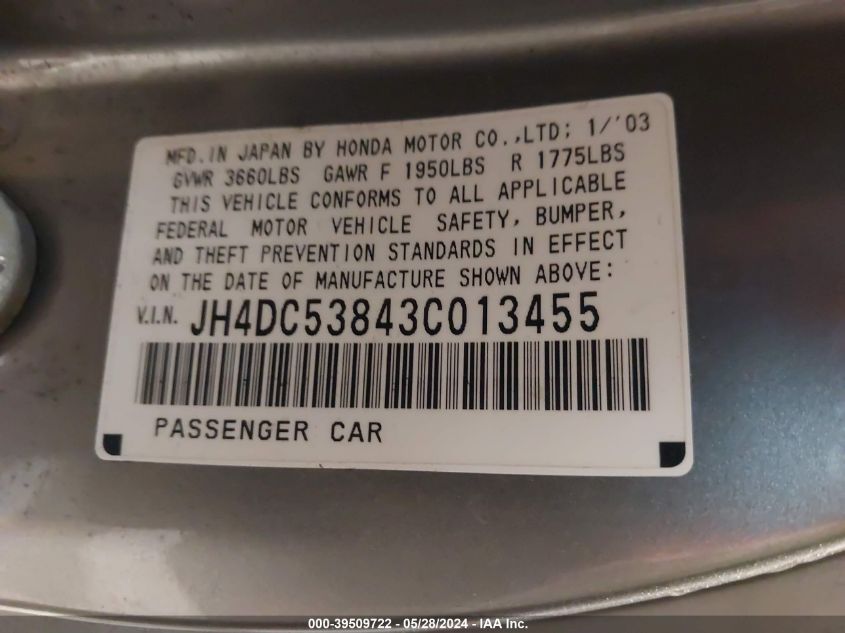 MFD. IN JAPAN BY HONDA MOTOR CO.,LTD; 1/'03
GVWR 3660LBS GAWR F 1950LBS R 1775LBS
THIS VEHICLE CONFORMS TO ALL APPLICABLE
FEDERAL MOTOR VEHICLE SAFETY, BUMPER,
AND THEFT PREVENTION STANDARDS IN EFFECT
ON THE DATE OF MANUFACTURE SHOWN ABOVE:
V.I.N. JH4DC53843C013455
PASSENGER CAR
000-39509722 - 05/28/2024 - IAA Inc.